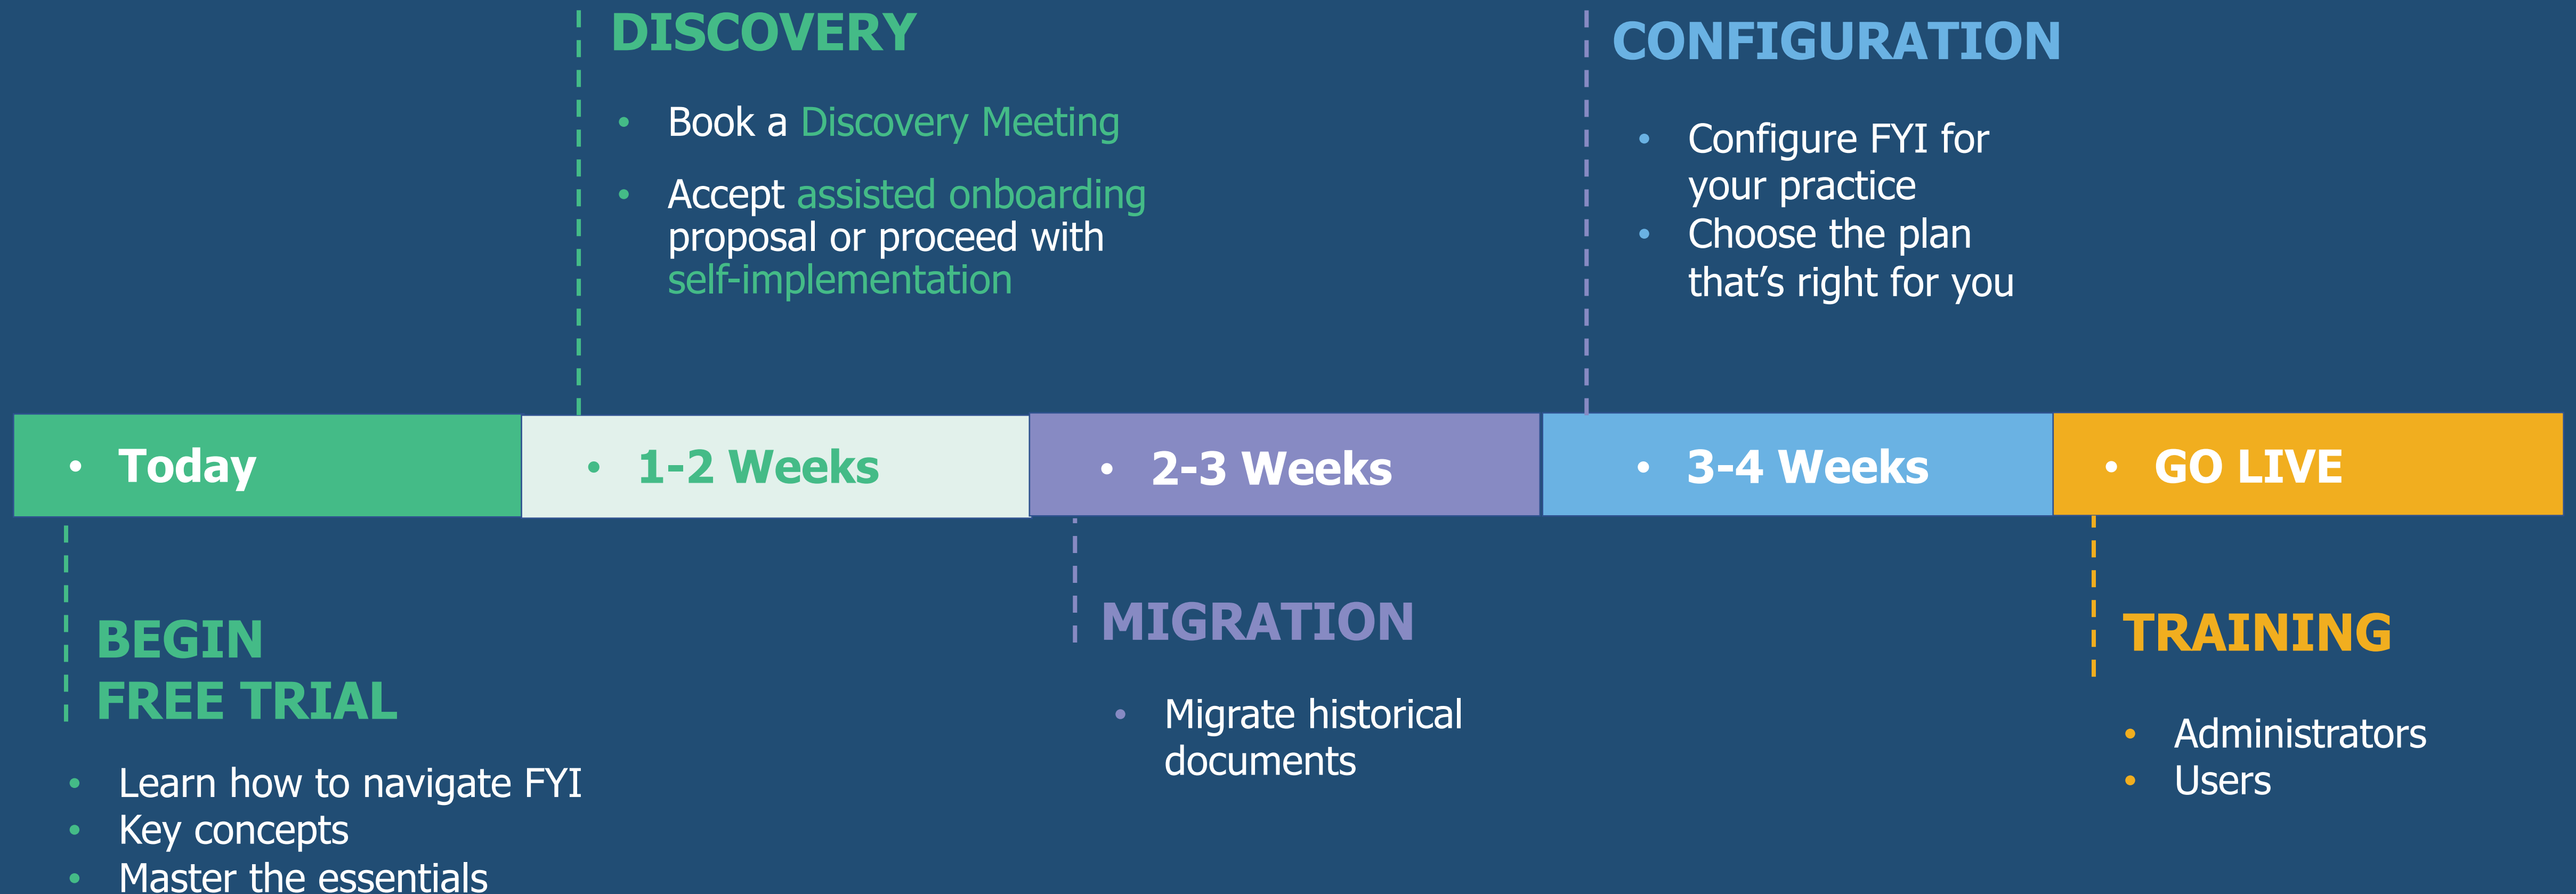 DISCOVERY
• Book a Discovery Meeting
• Accept assisted onboarding
proposal or proceed with
self-implementation
CONFIGURATION
• Configure FYI for
your practice
• Choose the plan
that’s right for you
• Today
• 1-2 Weeks
• 2-3 Weeks
• 3-4 Weeks
• GO LIVE
BEGIN
FREE TRIAL
• Learn how to navigate FYI
• Key concepts
• Master the essentials
MIGRATION
• Migrate historical
documents
TRAINING
• Administrators
• Users